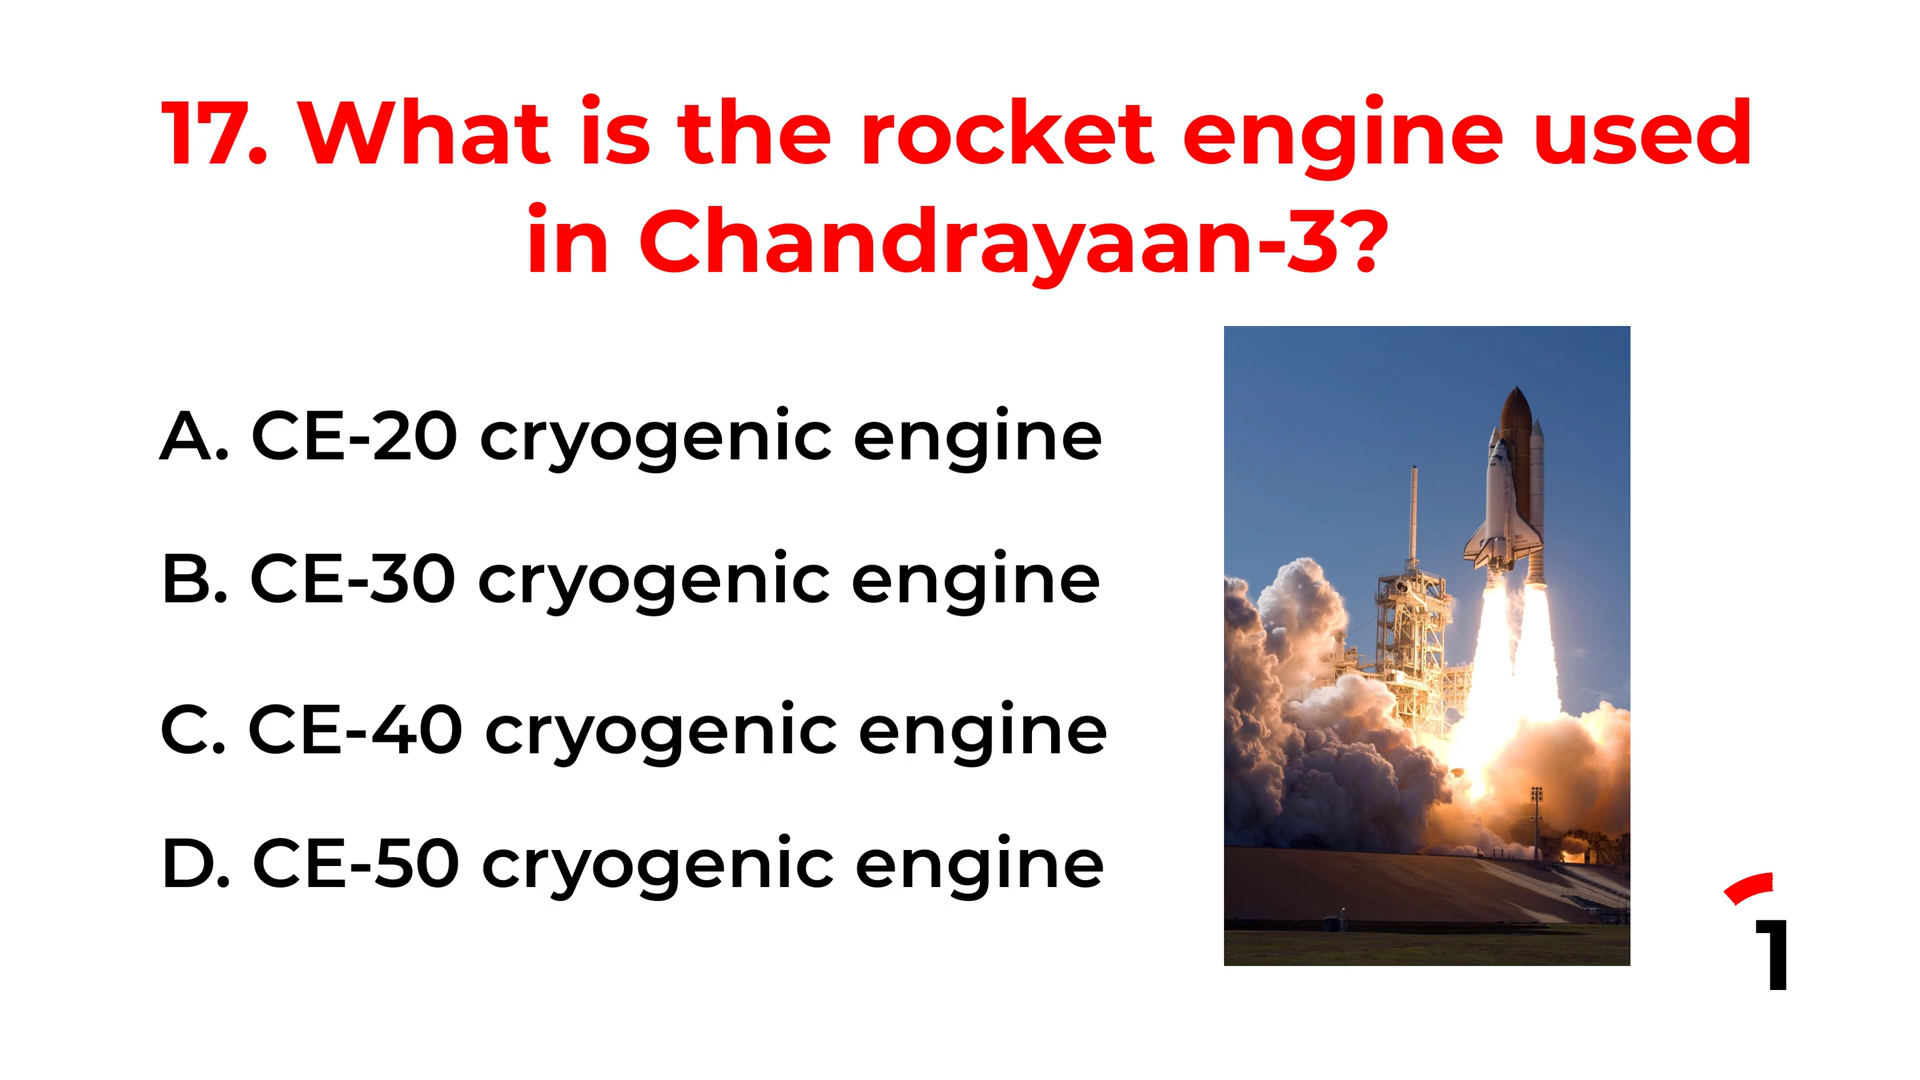 17. What is the rocket engine used
in Chandrayaan-3?
A. CE-20 cryogenic engine
B. CE-30 cryogenic engine
C. CE-40 cryogenic engine
D. CE-50 cryogenic engine
1